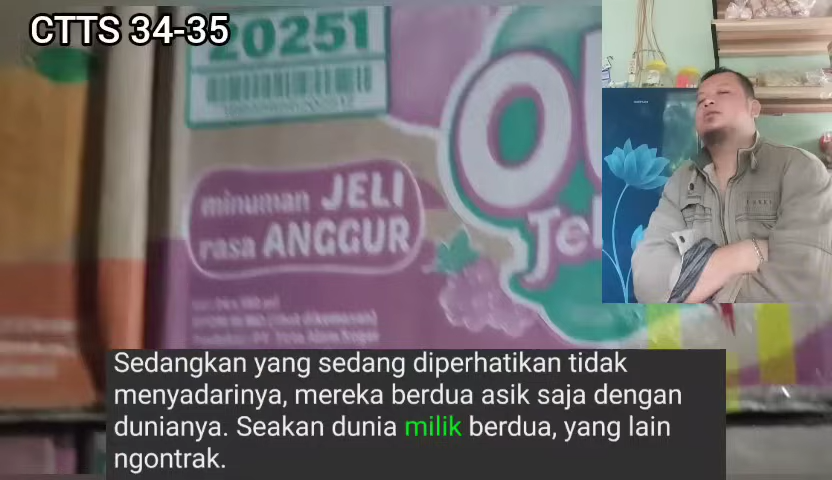 CTTS 34-35
20251
minuman JELI
rasa ANGGUR
Jel
Sedangkan yang sedang diperhatikan tidak
menyadarinya, mereka berdua asik saja dengan
dunianya. Seakan dunia milik berdua, yang lain
ngontrak.